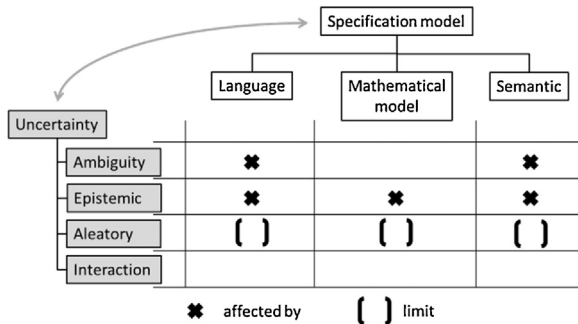 Specification model
Language
Mathematical
model
Semantic
Uncertainty
Ambiguity
Epistemic
Aleatory
Interaction
affected by
limit